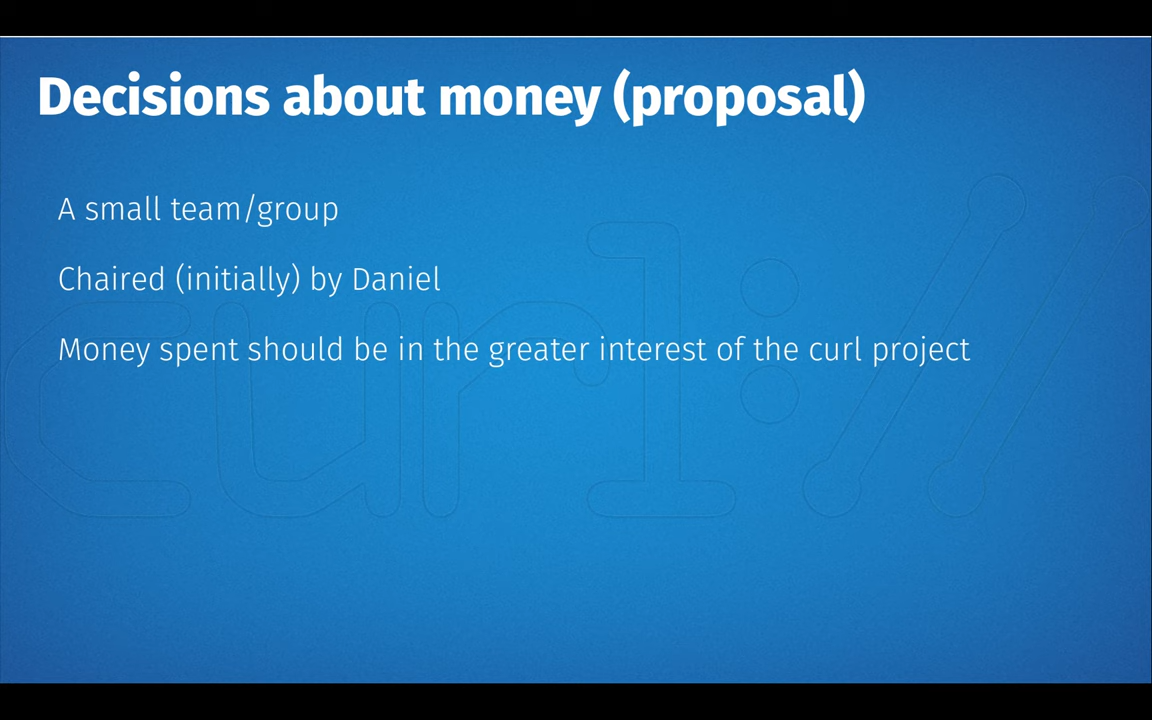 Decisions about money (proposal)
A small team/group
Chaired (initially) by Daniel
Money spent should be in the greater interest of the curl project
curl://